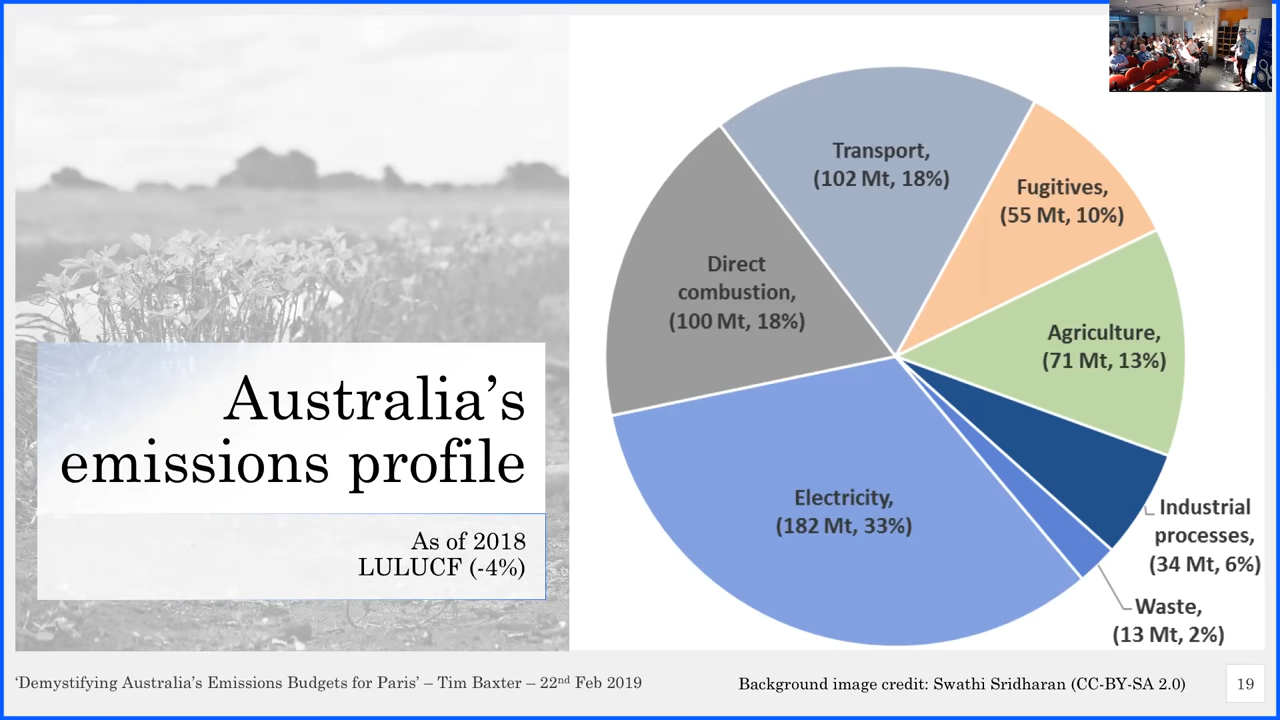 Australia’s
emissions profile
As of 2018
LULUCF (-4%)
Transport,
(102 Mt, 18%)
Fugitives,
(55 Mt, 10%)
Direct
combustion,
(100 Mt, 18%)
Agriculture,
(71 Mt, 13%)
Electricity,
(182 Mt, 33%)
Industrial
processes,
(34 Mt, 6%)
Waste,
(13 Mt, 2%)
‘Demystifying Australia’s Emissions Budgets for Paris’ – Tim Baxter – 22nd Feb 2019
Background image credit: Swathi Sridharan (CC-BY-SA 2.0)
19